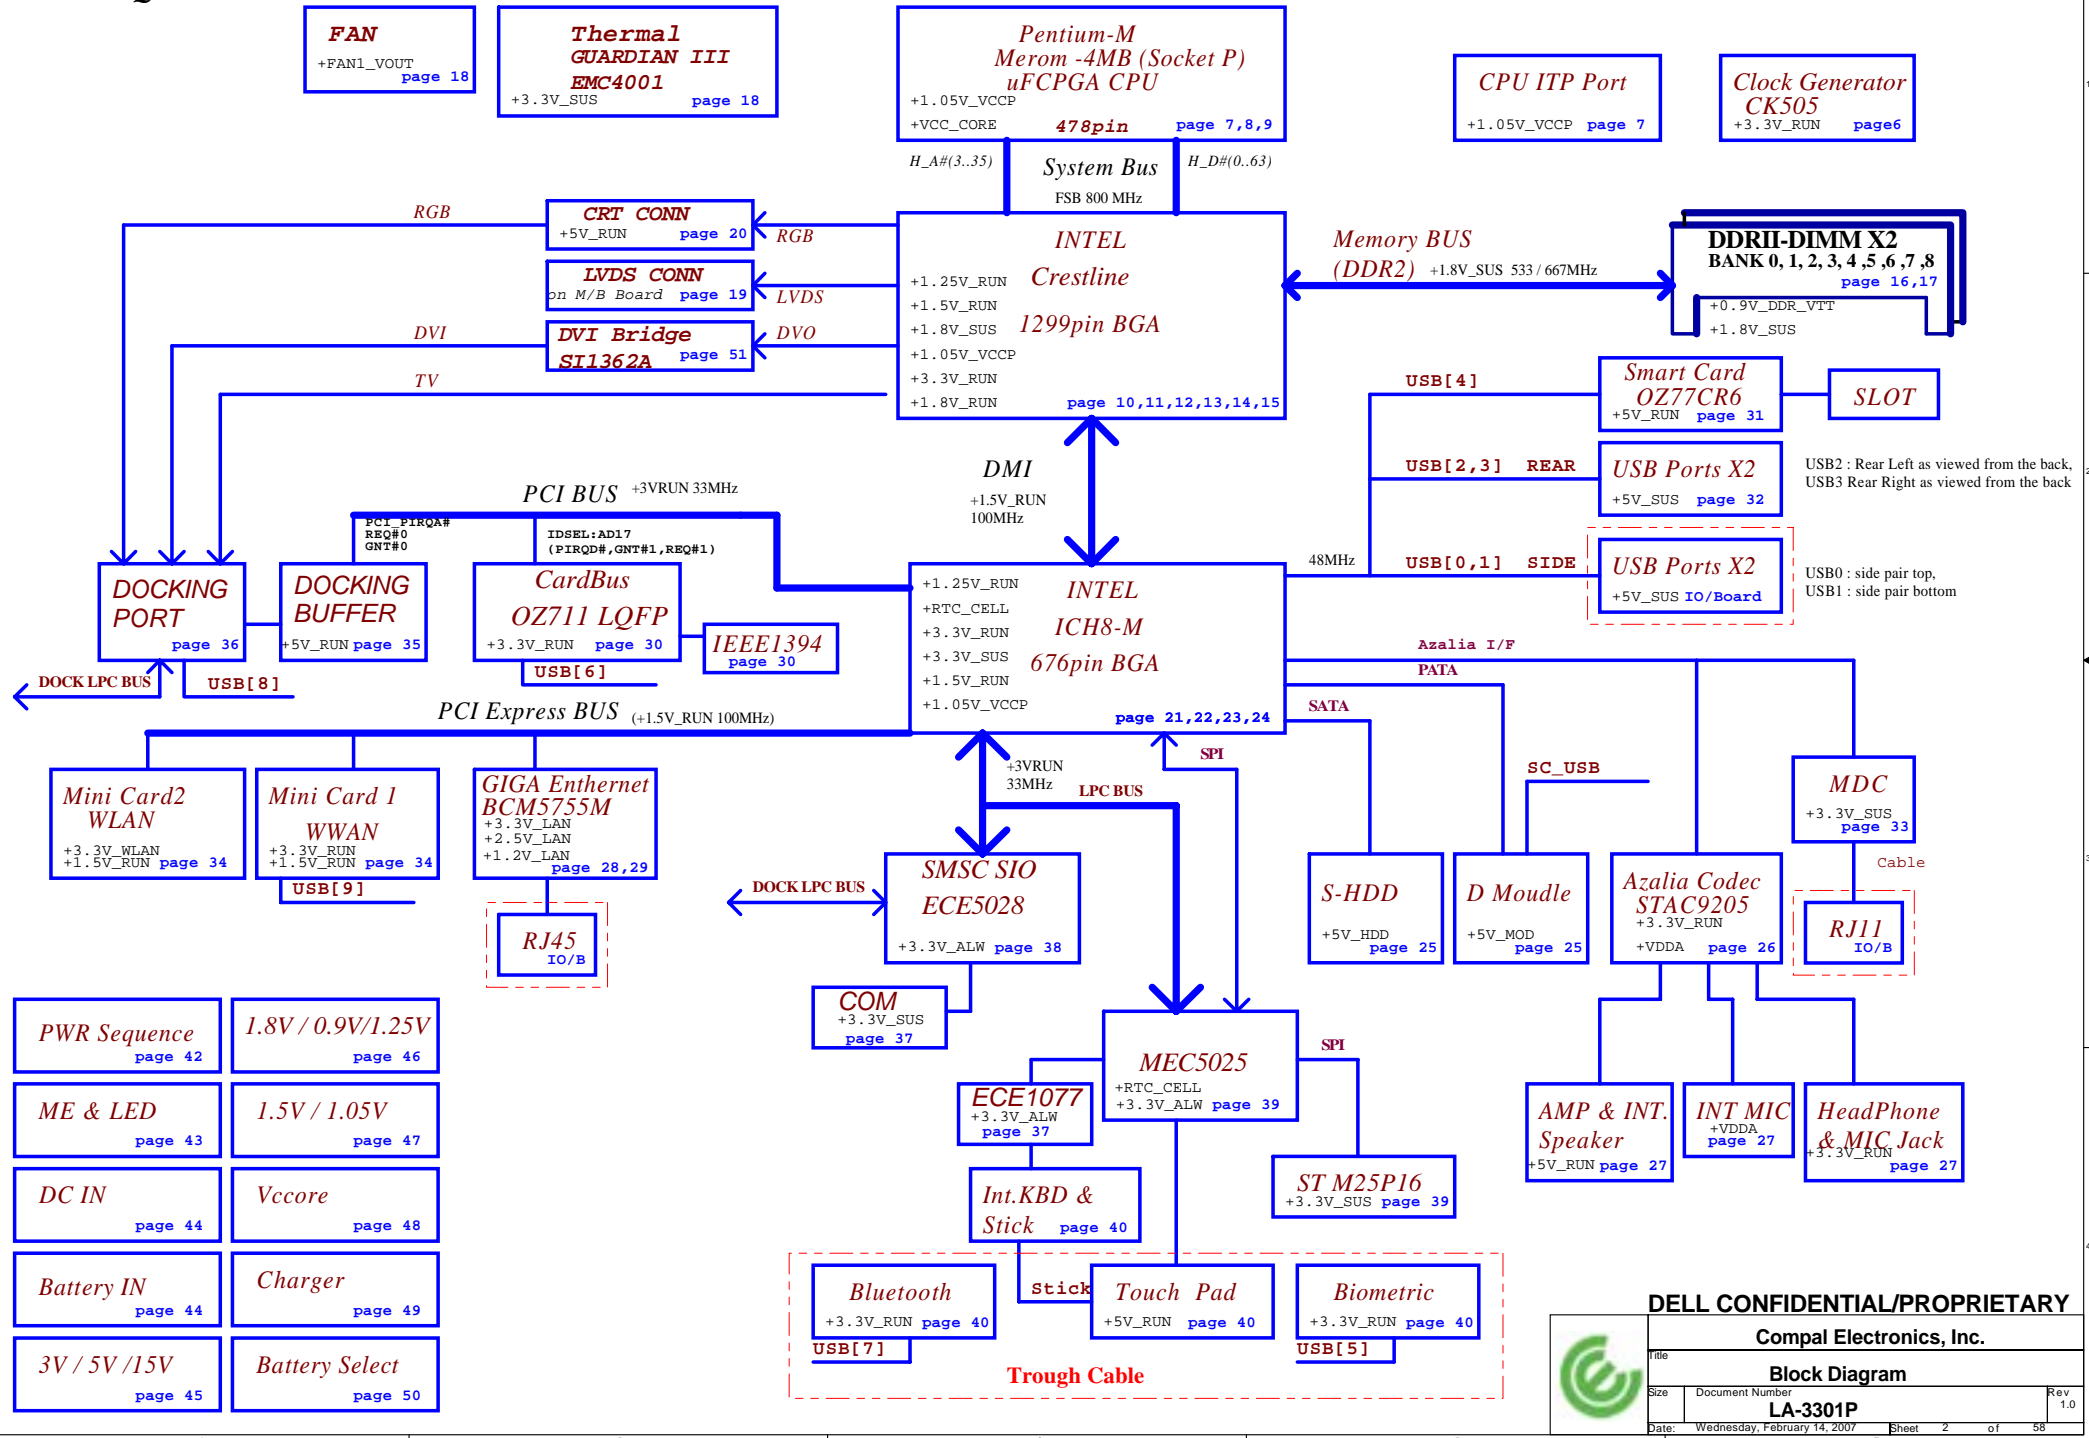 FAN
+FAN1_VOUT
page 18
Thermal
GUARDIAN III
EMC4001
+3.3V_SUS page 18
Pentium-M
Merom -4MB (Socket P)
uFCPGA CPU
+1.05V_VCCP
+VCC_CORE 478pin page 7,8,9
CPU ITP Port
+1.05V_VCCP page 7
Clock Generator
CK505
+3.3V_RUN page6
H_A#(3..35) System Bus H_D#(0..63)
FSB 800 MHz
RGB
CRT CONN
+5V_RUN page 20
RGB
LVDS CONN
on M/B Board page 19
LVDS
DVI
DVI Bridge
SI1362A page 51
DVO
TV
INTEL
Crestline
1299pin BGA
+1.25V_RUN
+1.5V_RUN
+1.8V_SUS
+1.05V_VCCP
+3.3V_RUN
+1.8V_RUN
page 10,11,12,13,14,15
Memory BUS
(DDR2) +1.8V_SUS 533 / 667MHz
DDRII-DIMM X2
BANK 0, 1, 2, 3, 4 ,5 ,6 ,7 ,8
page 16,17
+0.9V_DDR_VTT
+1.8V_SUS
USB[4]
Smart Card
OZ77CR6
+5V_RUN page 31
SLOT
USB[2,3] REAR
USB Ports X2
+5V_SUS page 32
USB2 : Rear Left as viewed from the back,
USB3 Rear Right as viewed from the back
48MHz
USB[0,1] SIDE
USB Ports X2
+5V_SUS IO/Board
USB0 : side pair top,
USB1 : side pair bottom
DMI
+1.5V_RUN
100MHz
PCI BUS +3VRUN 33MHz
PCI_PIRQA#
REQ#0
GNT#0
IDSEL:AD17
(PIRQD#,GNT#1,REQ#1)
DOCKING
PORT
page 36
DOCKING
BUFFER
+5V_RUN page 35
CardBus
OZ711 LQFP
+3.3V_RUN page 30
IEEE1394
page 30
DOCK LPC BUS
USB[8]
USB[6]
INTEL
ICH8-M
676pin BGA
+1.25V_RUN
+RTC_CELL
+3.3V_RUN
+3.3V_SUS
+1.5V_RUN
+1.05V_VCCP
page 21,22,23,24
Azalia I/F
PATA
SATA
PCI Express BUS (+1.5V_RUN 100MHz)
Mini Card2
WLAN
+3.3V_WLAN
+1.5V_RUN page 34
Mini Card 1
WWAN
+3.3V_RUN
+1.5V_RUN page 34
USB[9]
GIGA Enthernet
BCM5755M
+3.3V_LAN
+2.5V_LAN
+1.2V_LAN
page 28,29
RJ45
IO/B
+3VRUN
33MHz
LPC BUS
SPI
DOCK LPC BUS
SMSC SIO
ECE5028
+3.3V_ALW page 38
COM
+3.3V_SUS
page 37
SC_USB
S-HDD
+5V_HDD
page 25
D Moudle
+5V_MOD
page 25
MDC
+3.3V_SUS
page 33
Cable
Azalia Codec
STAC9205
+3.3V_RUN
+VDDA page 26
RJ11
IO/B
MEC5025
+RTC_CELL
+3.3V_ALW page 39
SPI
ECE1077
+3.3V_ALW
page 37
Int.KBD &
Stick page 40
ST M25P16
+3.3V_SUS page 39
AMP & INT.
Speaker
+5V_RUN page 27
INT MIC
+VDDA
page 27
HeadPhone
& MIC Jack
+3.3V_RUN
page 27
PWR Sequence
page 42
1.8V / 0.9V/1.25V
page 46
ME & LED
page 43
1.5V / 1.05V
page 47
DC IN
page 44
Vccore
page 48
Battery IN
page 44
Charger
page 49
3V / 5V /15V
page 45
Battery Select
page 50
Bluetooth
+3.3V_RUN page 40
USB[7]
Stick
Touch Pad
+5V_RUN page 40
Biometric
+3.3V_RUN page 40
USB[5]
Trough Cable
DELL CONFIDENTIAL/PROPRIETARY
Compal Electronics, Inc.
Title
Block Diagram
Size Document Number Rev
LA-3301P 1.0
Date: Wednesday, February 14, 2007 Sheet 2 of 58